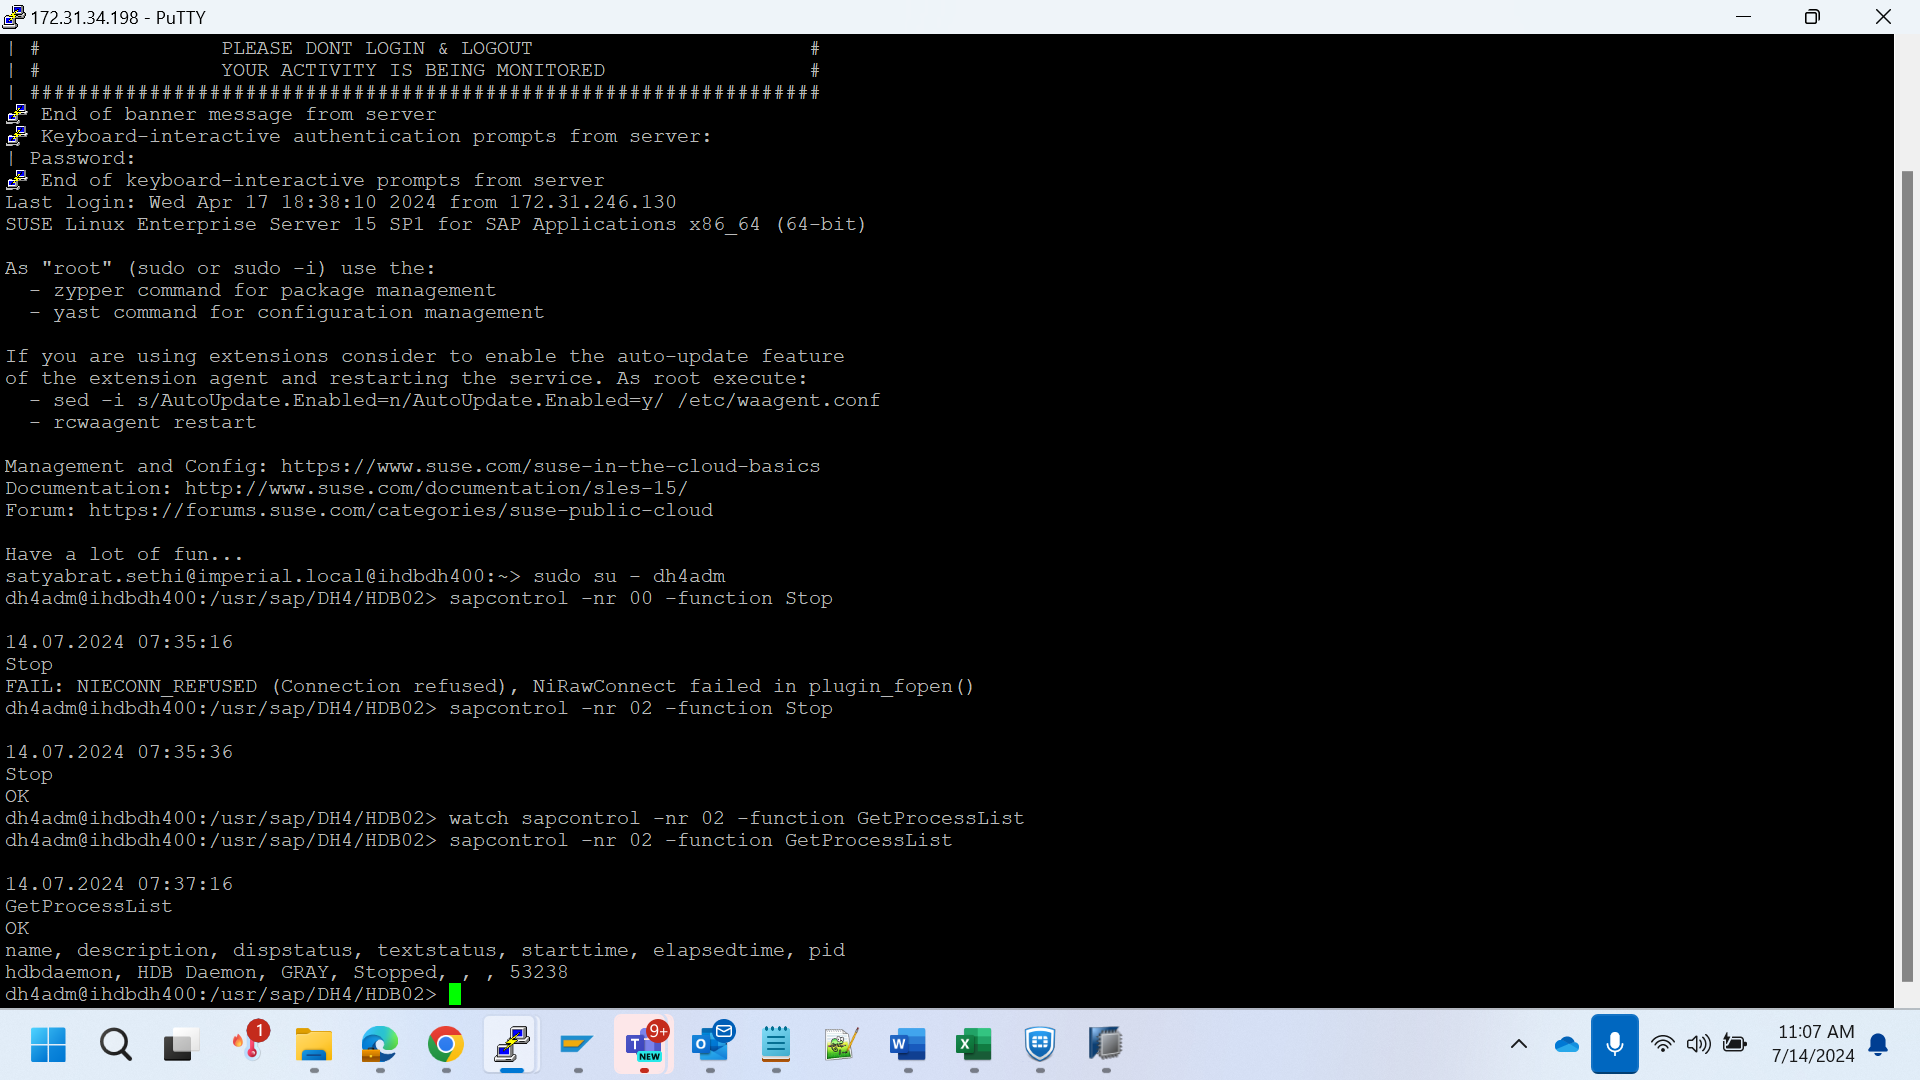 172.31.34.198 - PuTTY
| # PLEASE DONT LOGIN & LOGOUT #
| # YOUR ACTIVITY IS BEING MONITORED #
| ##################################################################
End of banner message from server
Keyboard-interactive authentication prompts from server:
| Password:
End of keyboard-interactive prompts from server
Last login: Wed Apr 17 18:38:10 2024 from 172.31.246.130
SUSE Linux Enterprise Server 15 SP1 for SAP Applications x86_64 (64-bit)
As "root" (sudo or sudo -i) use the:
- zypper command for package management
- yast command for configuration management
If you are using extensions consider to enable the auto-update feature
of the extension agent and restarting the service. As root execute:
- sed -i s/AutoUpdate.Enabled=n/AutoUpdate.Enabled=y/ /etc/waagent.conf
- rcwaagent restart
Management and Config: https://www.suse.com/suse-in-the-cloud-basics
Documentation: http://www.suse.com/documentation/sles-15/
Forum: https://forums.suse.com/categories/suse-public-cloud
Have a lot of fun...
satyabrat.sethi@imperial.local@ihdbdh400:~> sudo su - dh4adm
dh4adm@ihdbdh400:/usr/sap/DH4/HDB02> sapcontrol -nr 00 -function Stop
14.07.2024 07:35:16
Stop
FAIL: NIECONN_REFUSED (Connection refused), NiRawConnect failed in plugin_fopen()
dh4adm@ihdbdh400:/usr/sap/DH4/HDB02> sapcontrol -nr 02 -function Stop
14.07.2024 07:35:36
Stop
OK
dh4adm@ihdbdh400:/usr/sap/DH4/HDB02> watch sapcontrol -nr 02 -function GetProcessList
dh4adm@ihdbdh400:/usr/sap/DH4/HDB02> sapcontrol -nr 02 -function GetProcessList
14.07.2024 07:37:16
GetProcessList
OK
name, description, dispstatus, textstatus, starttime, elapsedtime, pid
hdbdaemon, HDB Daemon, GRAY, Stopped, , , 53238
dh4adm@ihdbdh400:/usr/sap/DH4/HDB02>
1
9+
T
NEW
O
W
X
11:07 AM
7/14/2024